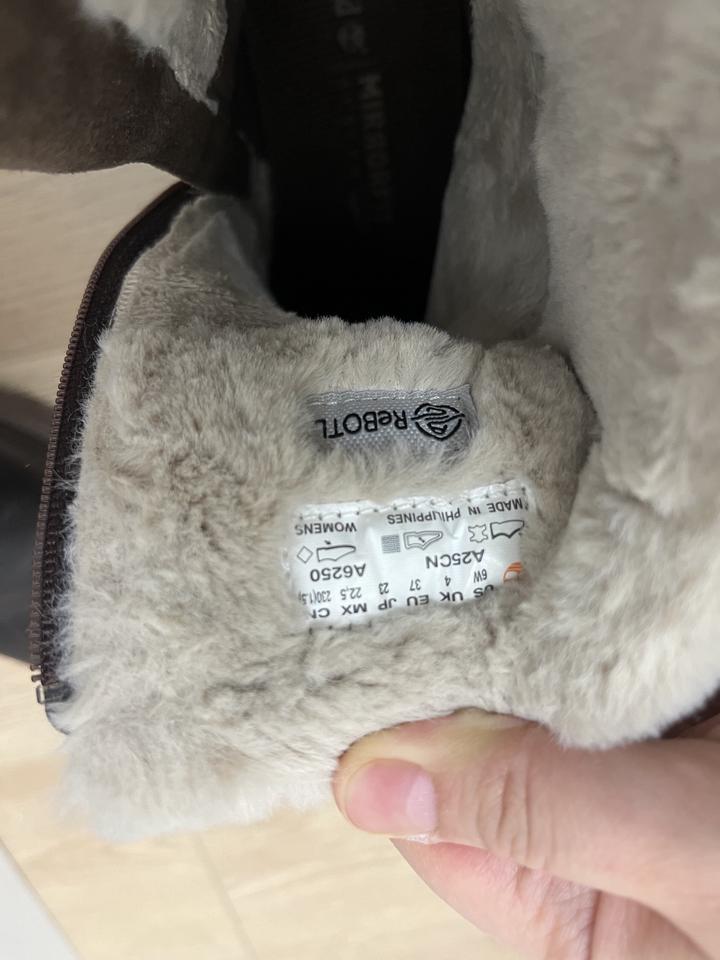 US UK EU JP MX CN
6W 4 37 23 22,5 230(1.5
A25CN A6250
MADE IN PHILIPPINES WOMENS
ReBOTL